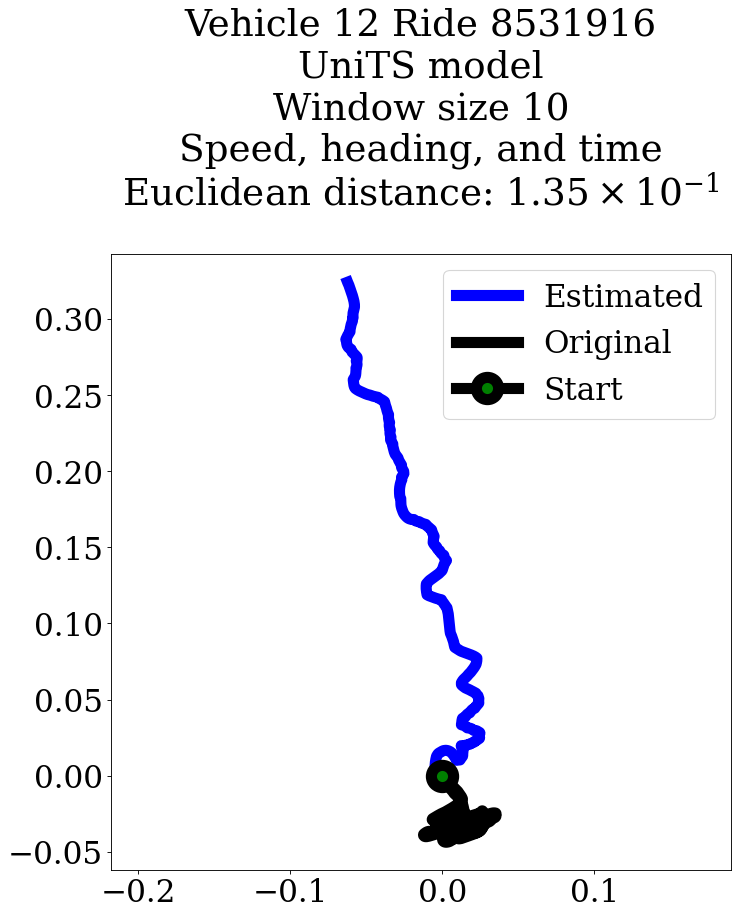 Vehicle 12 Ride 8531916
UniTS model
Window size 10
Speed, heading, and time
Euclidean distance: 1.35 × 10⁻¹
Estimated
Original
Start
0.30
0.25
0.20
0.15
0.10
0.05
0.00
−0.05
−0.2 −0.1 0.0 0.1